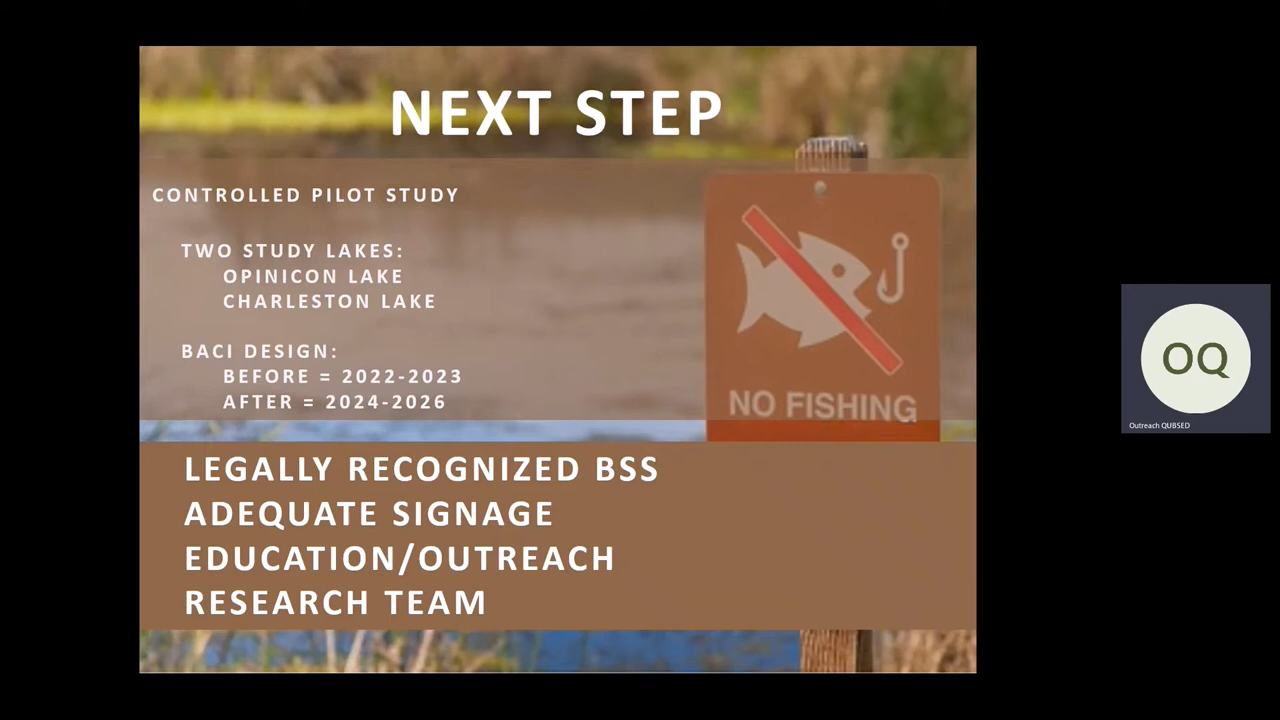 NEXT STEP
CONTROLLED PILOT STUDY
TWO STUDY LAKES:
OPINICON LAKE
CHARLESTON LAKE
BACI DESIGN:
BEFORE = 2022-2023
AFTER = 2024-2026
NO FISHING
LEGALLY RECOGNIZED BSS
ADEQUATE SIGNAGE
EDUCATION/OUTREACH
RESEARCH TEAM
OQ
Outreach QUBSED